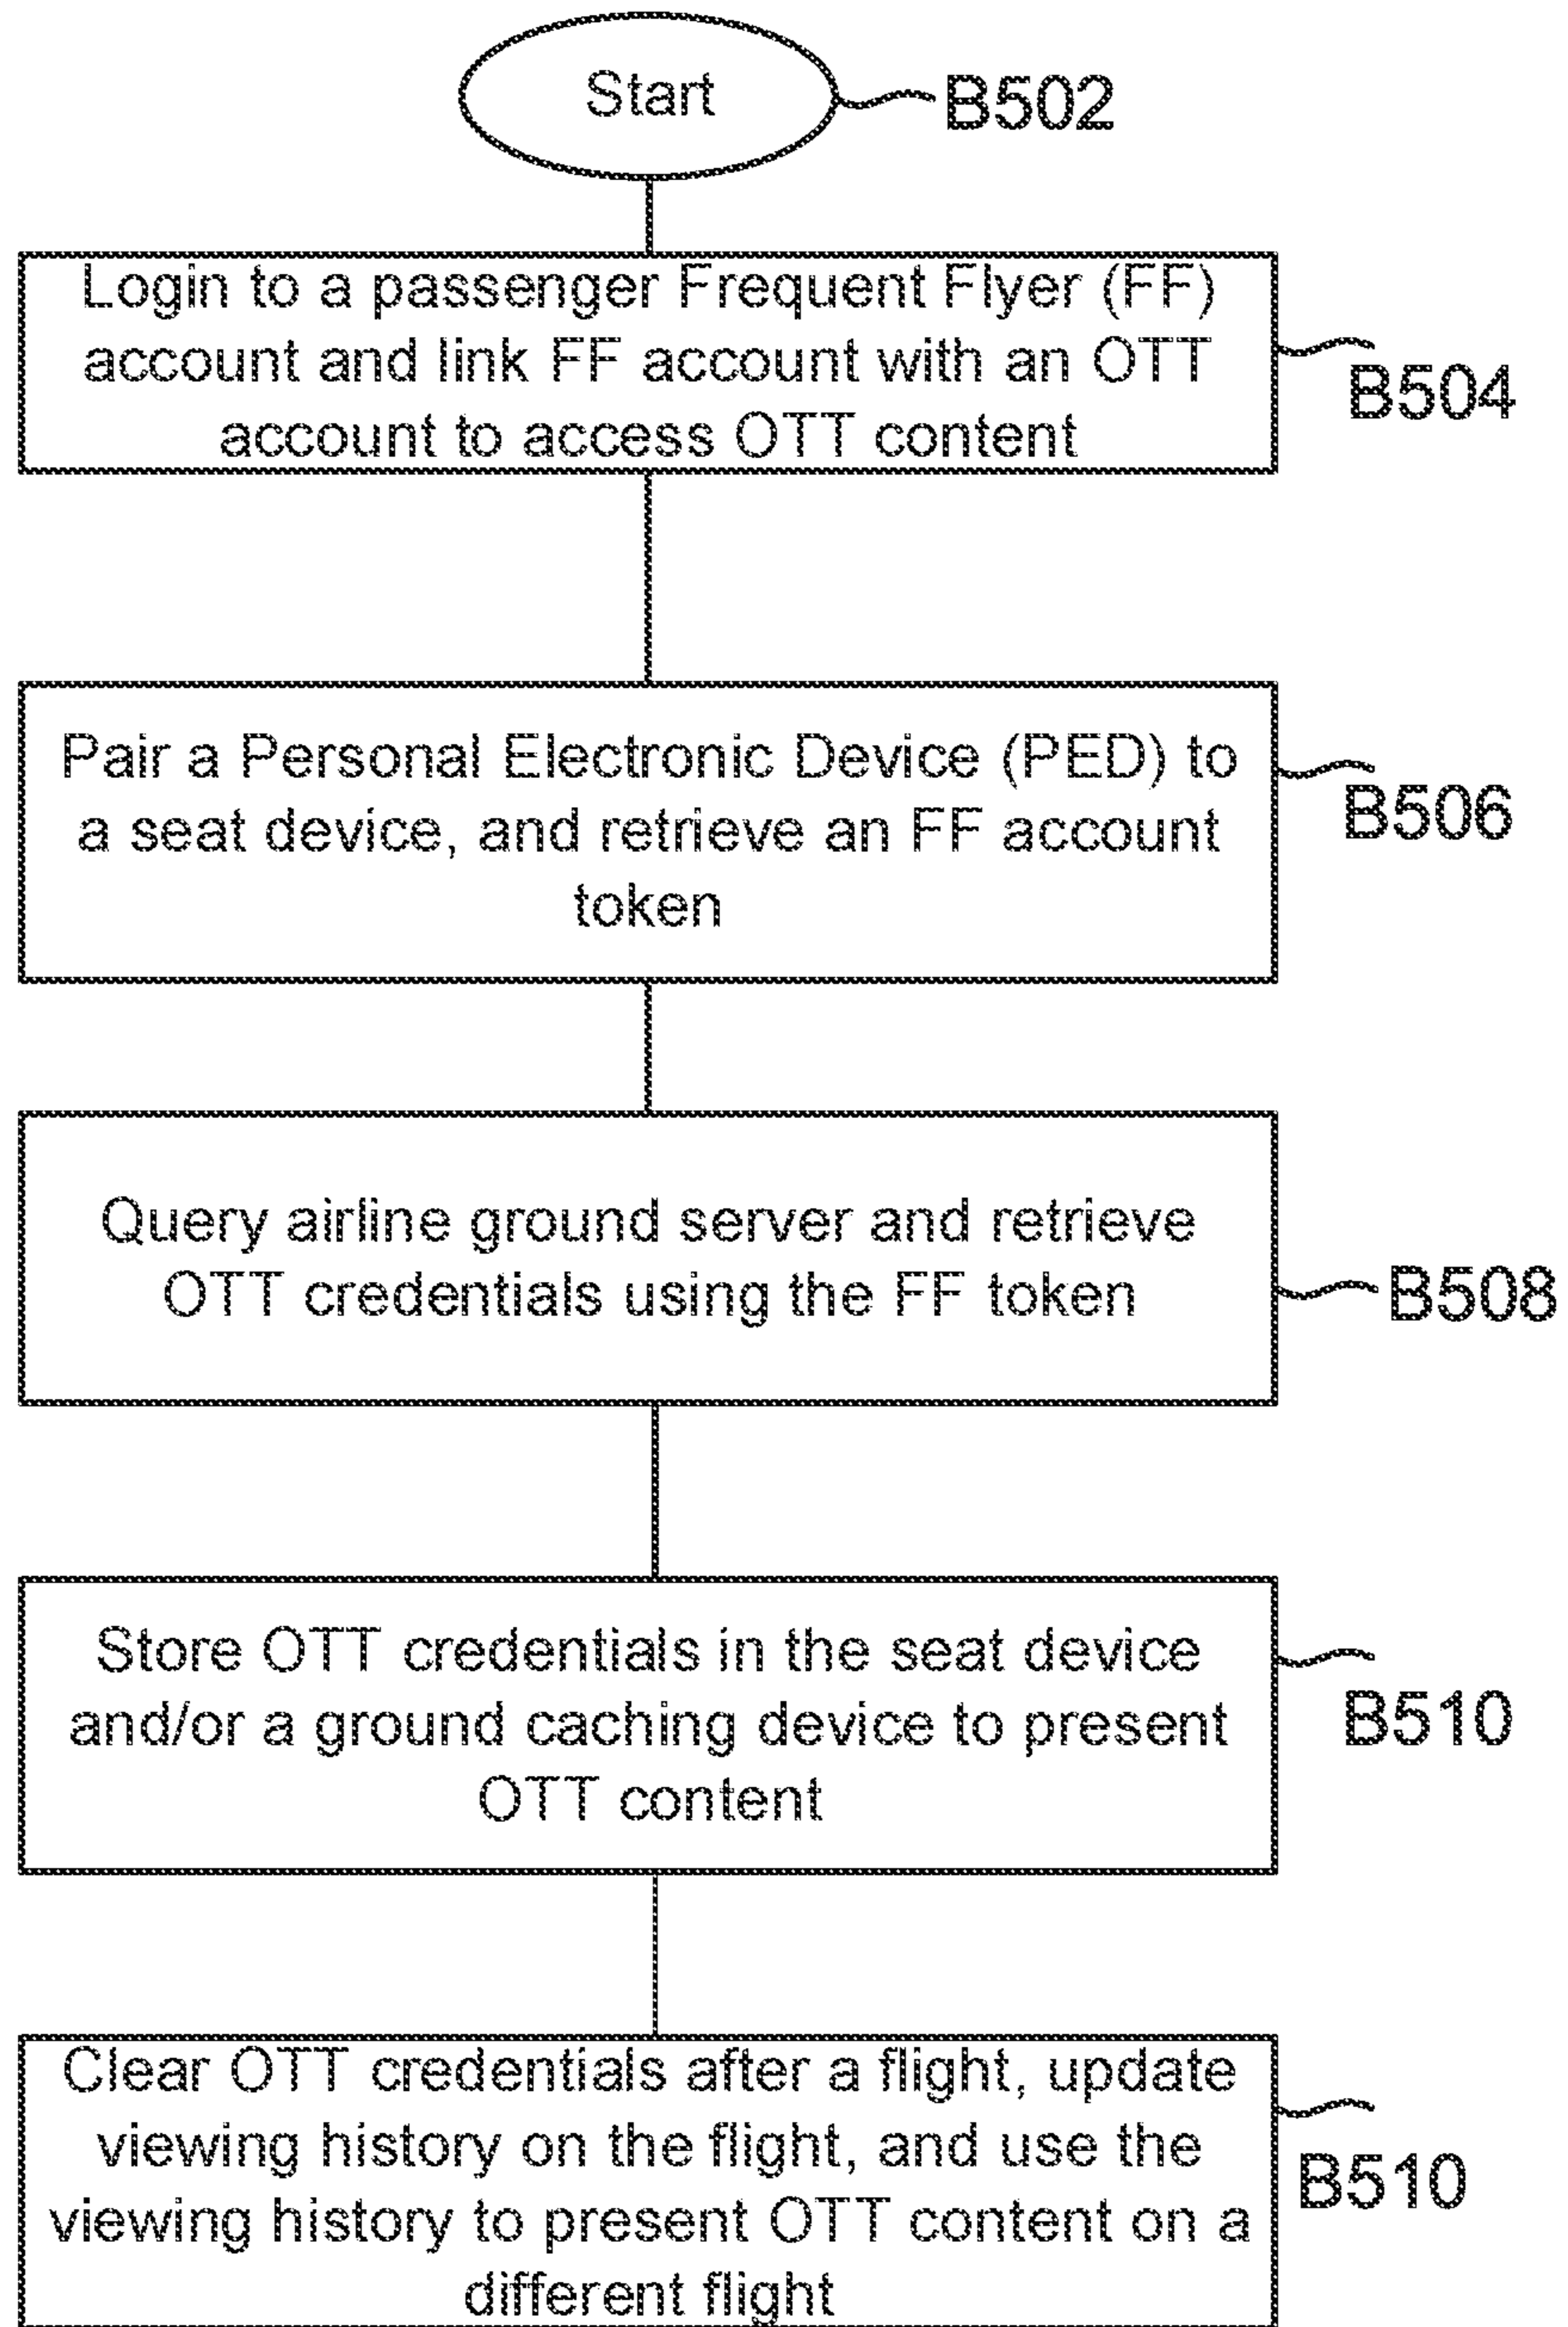 Start
B502
Login to a passenger Frequent Flyer (FF)
account and link FF account with an OTT
account to access OTT content
B504
Pair a Personal Electronic Device (PED) to
a seat device, and retrieve an FF account
token
B506
Query airline ground server and retrieve
OTT credentials using the FF token
B508
Store OTT credentials in the seat device
and/or a ground caching device to present
OTT content
B510
Clear OTT credentials after a flight, update
viewing history on the flight, and use the
viewing history to present OTT content on a
different flight
B510